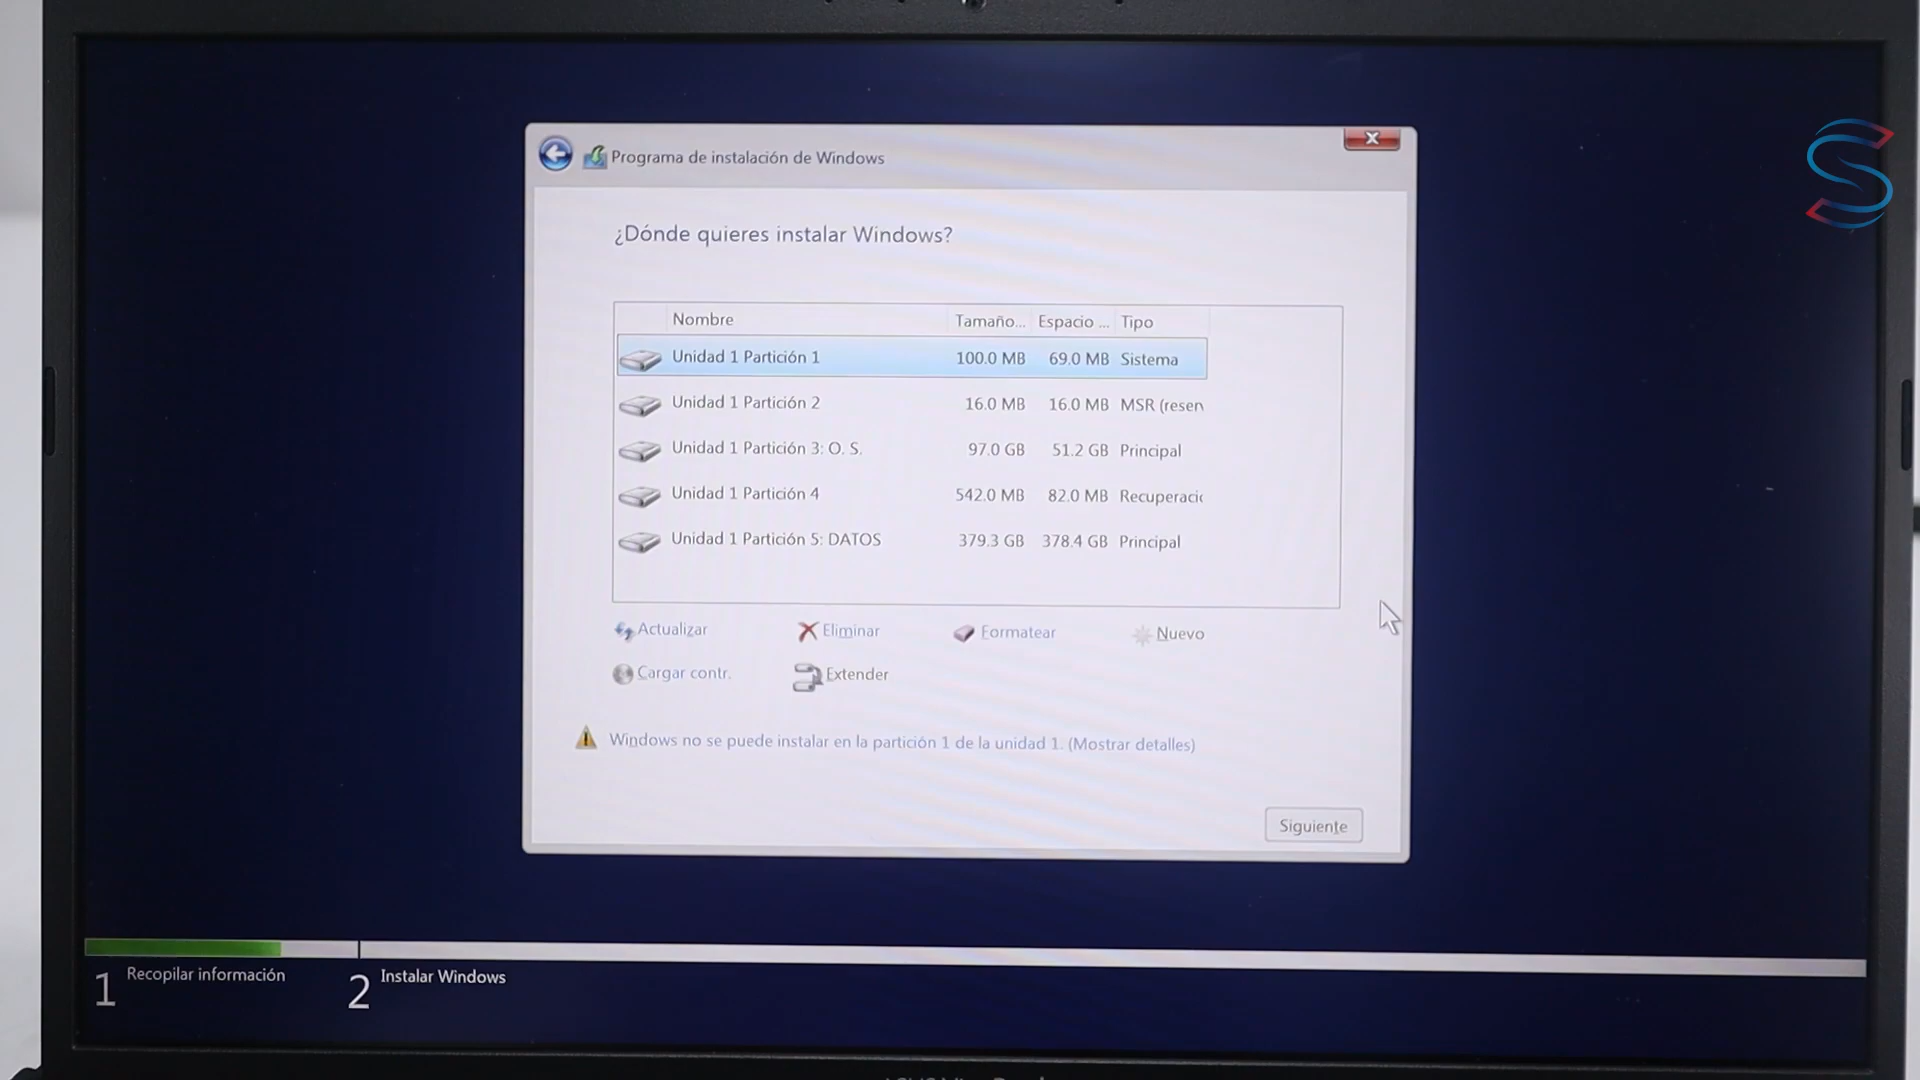 Programa de instalación de Windows
¿Dónde quieres instalar Windows?
Nombre Tamaño... Espacio ... Tipo
Unidad 1 Partición 1 100.0 MB 69.0 MB Sistema
Unidad 1 Partición 2 16.0 MB 16.0 MB MSR (resen
Unidad 1 Partición 3: O. S. 97.0 GB 51.2 GB Principal
Unidad 1 Partición 4 542.0 MB 82.0 MB Recuperació
Unidad 1 Partición 5: DATOS 379.3 GB 378.4 GB Principal
Actualizar Eliminar Formatear Nuevo
Cargar contr. Extender
Windows no se puede instalar en la partición 1 de la unidad 1. (Mostrar detalles)
Siguiente
1 Recopilar información 2 Instalar Windows